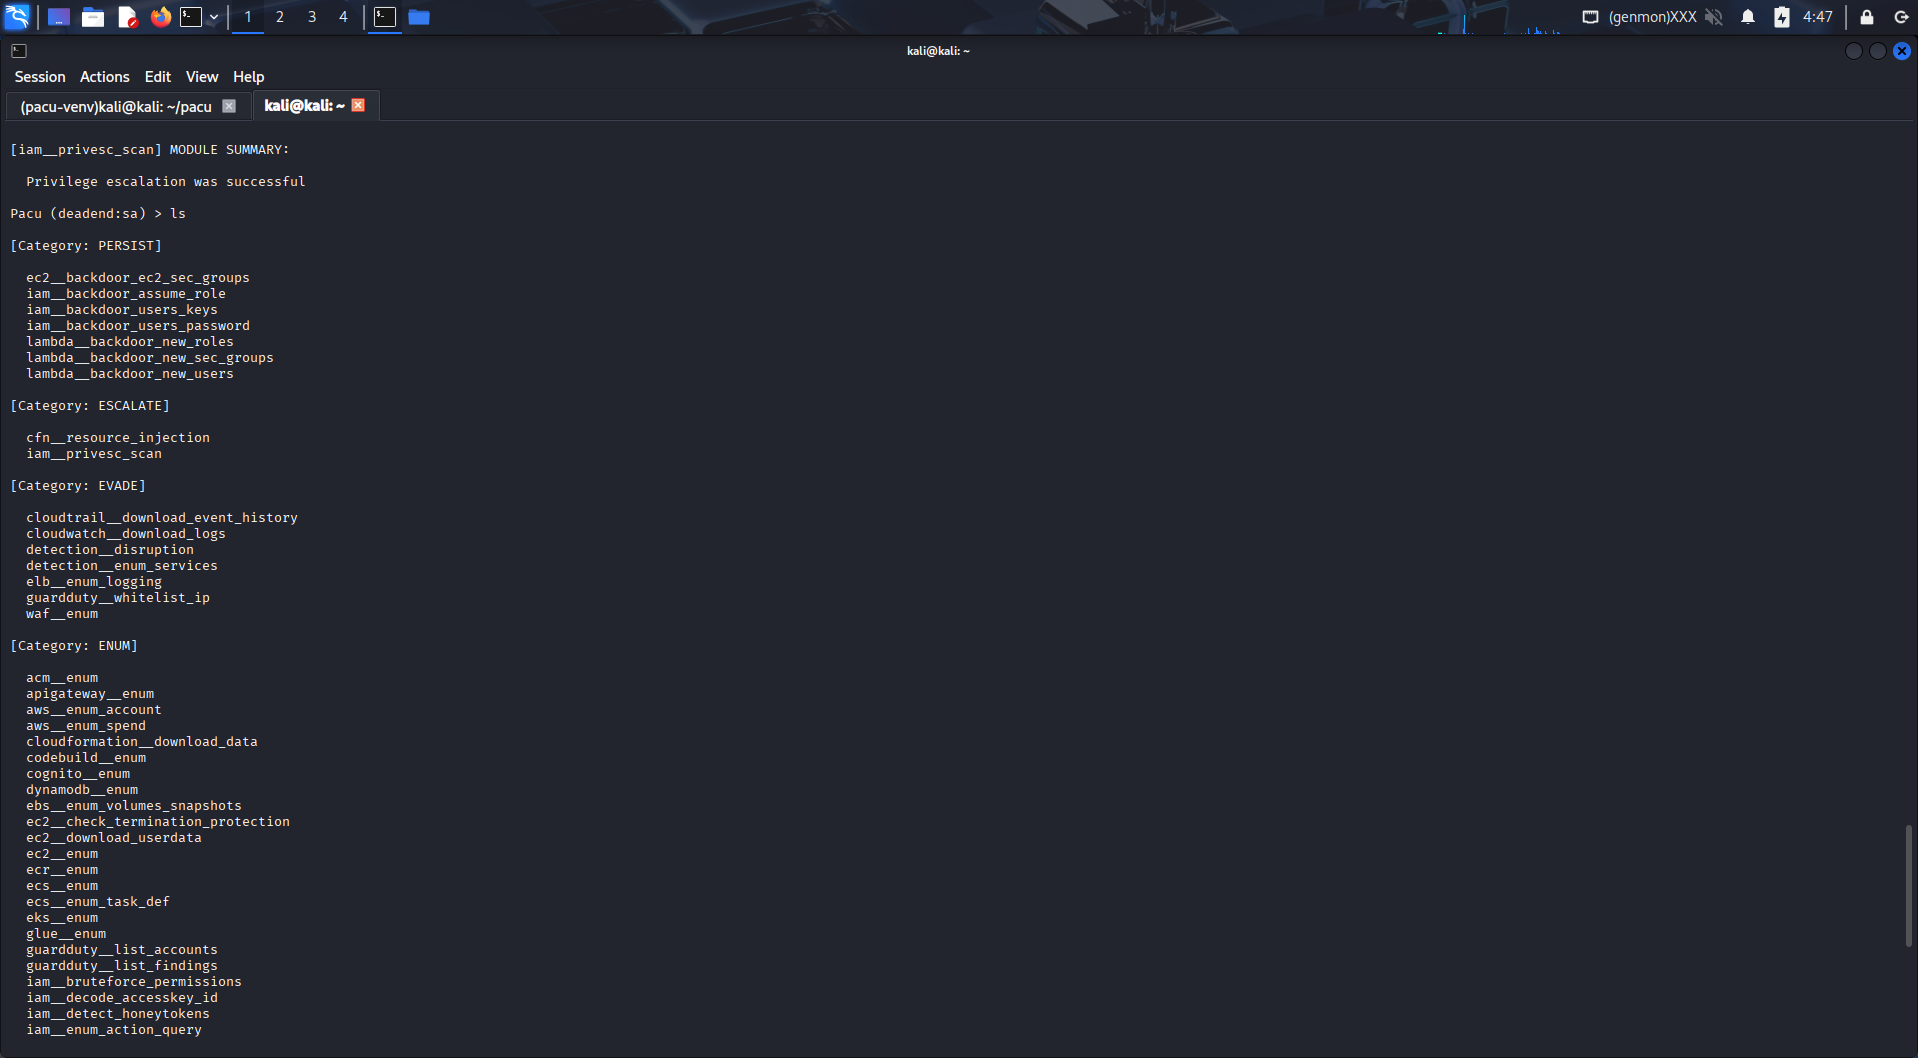 1 2 3 4 (genmon)XXX 4:47
kali@kali: ~
Session Actions Edit View Help
(pacu-venv)kali@kali: ~/pacu kali@kali: ~
[iam__privesc_scan] MODULE SUMMARY:
Privilege escalation was successful
Pacu (deadend:sa) > ls
[Category: PERSIST]
ec2__backdoor_ec2_sec_groups
iam__backdoor_assume_role
iam__backdoor_users_keys
iam__backdoor_users_password
lambda__backdoor_new_roles
lambda__backdoor_new_sec_groups
lambda__backdoor_new_users
[Category: ESCALATE]
cfn__resource_injection
iam__privesc_scan
[Category: EVADE]
cloudtrail__download_event_history
cloudwatch__download_logs
detection__disruption
detection__enum_services
elb__enum_logging
guardduty__whitelist_ip
waf__enum
[Category: ENUM]
acm__enum
apigateway__enum
aws__enum_account
aws__enum_spend
cloudformation__download_data
codebuild__enum
cognito__enum
dynamodb__enum
ebs__enum_volumes_snapshots
ec2__check_termination_protection
ec2__download_userdata
ec2__enum
ecr__enum
ecs__enum
ecs__enum_task_def
eks__enum
glue__enum
guardduty__list_accounts
guardduty__list_findings
iam__bruteforce_permissions
iam__decode_accesskey_id
iam__detect_honeytokens
iam__enum_action_query